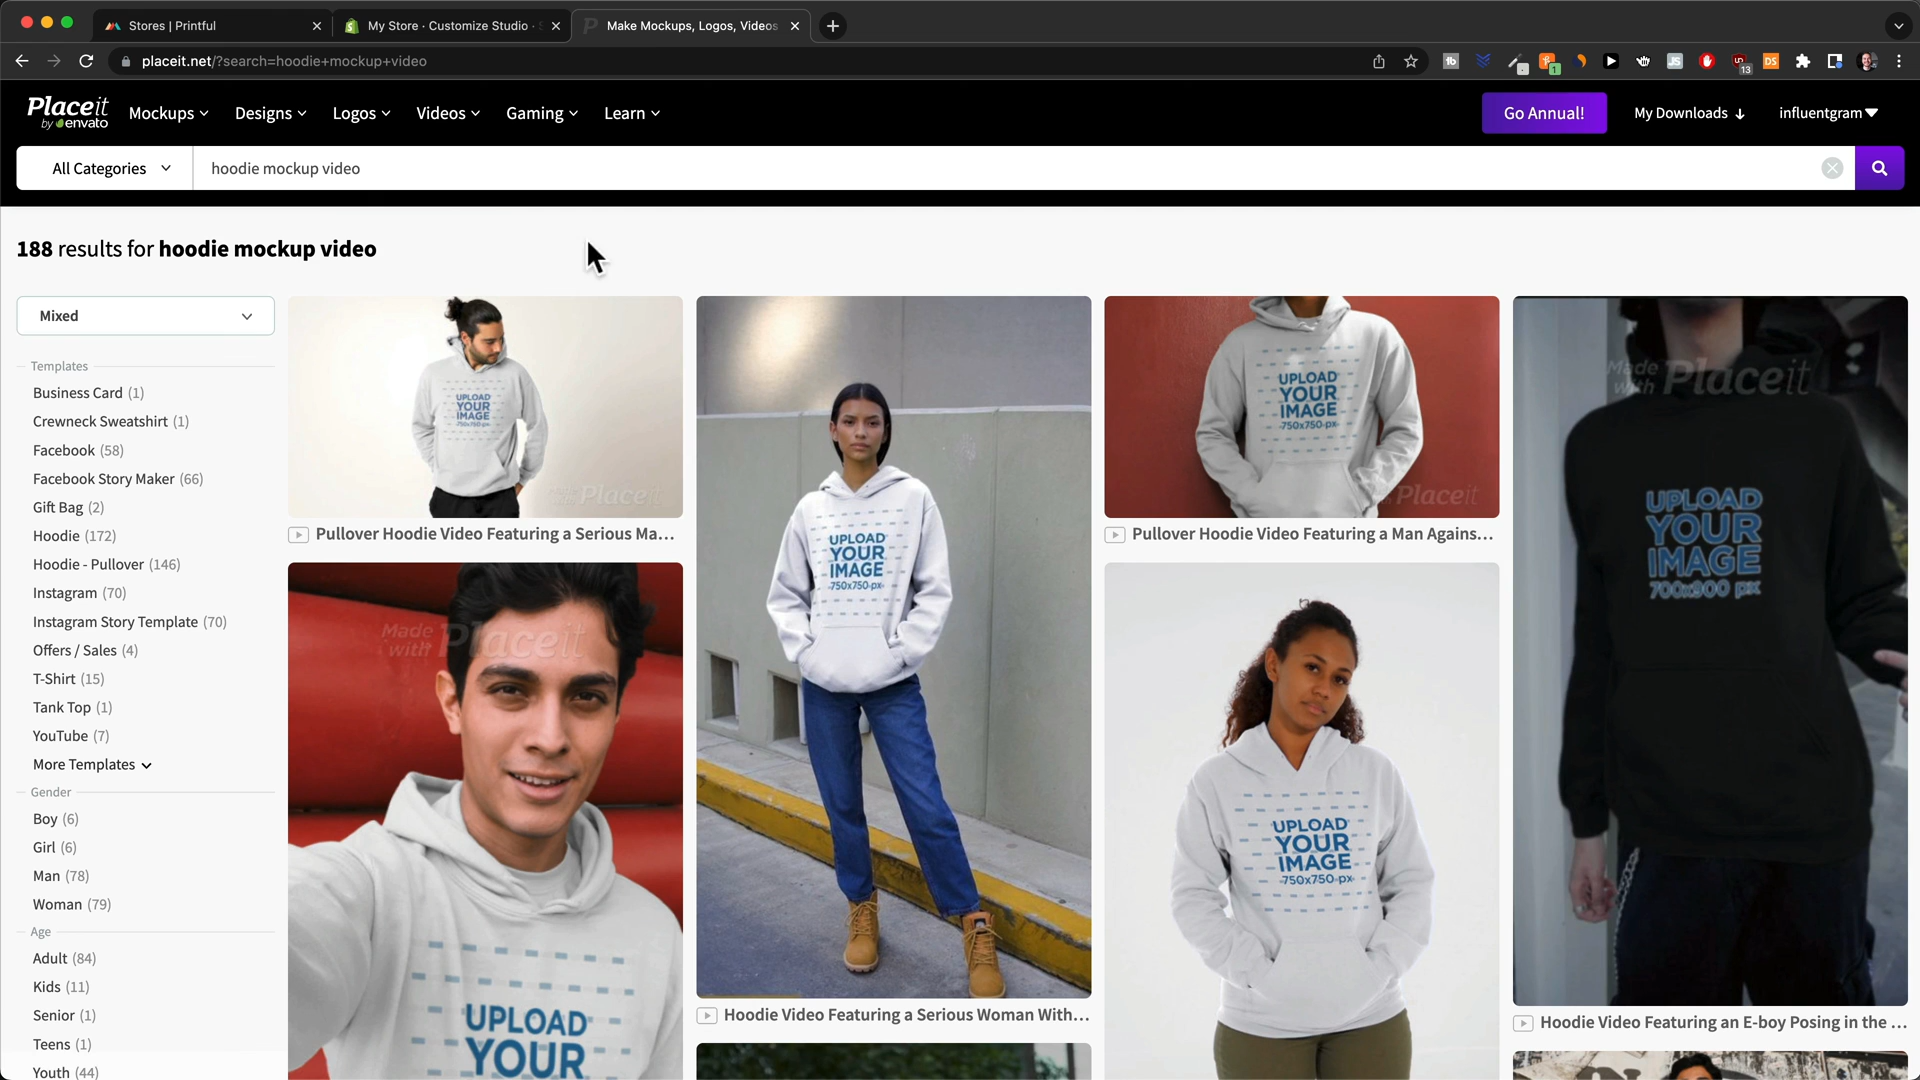 Stores | Printful
My Store · Customize Studio ·
Make Mockups, Logos, Videos
placeit.net/?search=hoodie+mockup+video
Placeit
by envato
Mockups
Designs
Logos
Videos
Gaming
Learn
Go Annual!
My Downloads
influentgram
All Categories
hoodie mockup video
188 results for hoodie mockup video
Mixed
Templates
Business Card (1)
Crewneck Sweatshirt (1)
Facebook (58)
Facebook Story Maker (66)
Gift Bag (2)
Hoodie (172)
Hoodie - Pullover (146)
Instagram (70)
Instagram Story Template (70)
Offers / Sales (4)
T-Shirt (15)
Tank Top (1)
YouTube (7)
More Templates
Gender
Boy (6)
Girl (6)
Man (78)
Woman (79)
Age
Adult (84)
Kids (11)
Senior (1)
Teens (1)
Youth (44)
UPLOAD
YOUR
IMAGE
750x750 px
Placeit
Pullover Hoodie Video Featuring a Serious Ma...
Made
with Placeit
UPLOAD
YOUR
UPLOAD
YOUR
IMAGE
750x750 px
Hoodie Video Featuring a Serious Woman With...
UPLOAD
YOUR
IMAGE
750x750 px
Placeit
Pullover Hoodie Video Featuring a Man Agains...
UPLOAD
YOUR
IMAGE
750x750 px
Made
with Placeit
UPLOAD
YOUR
IMAGE
700x900 px
Hoodie Video Featuring an E-boy Posing in the ...